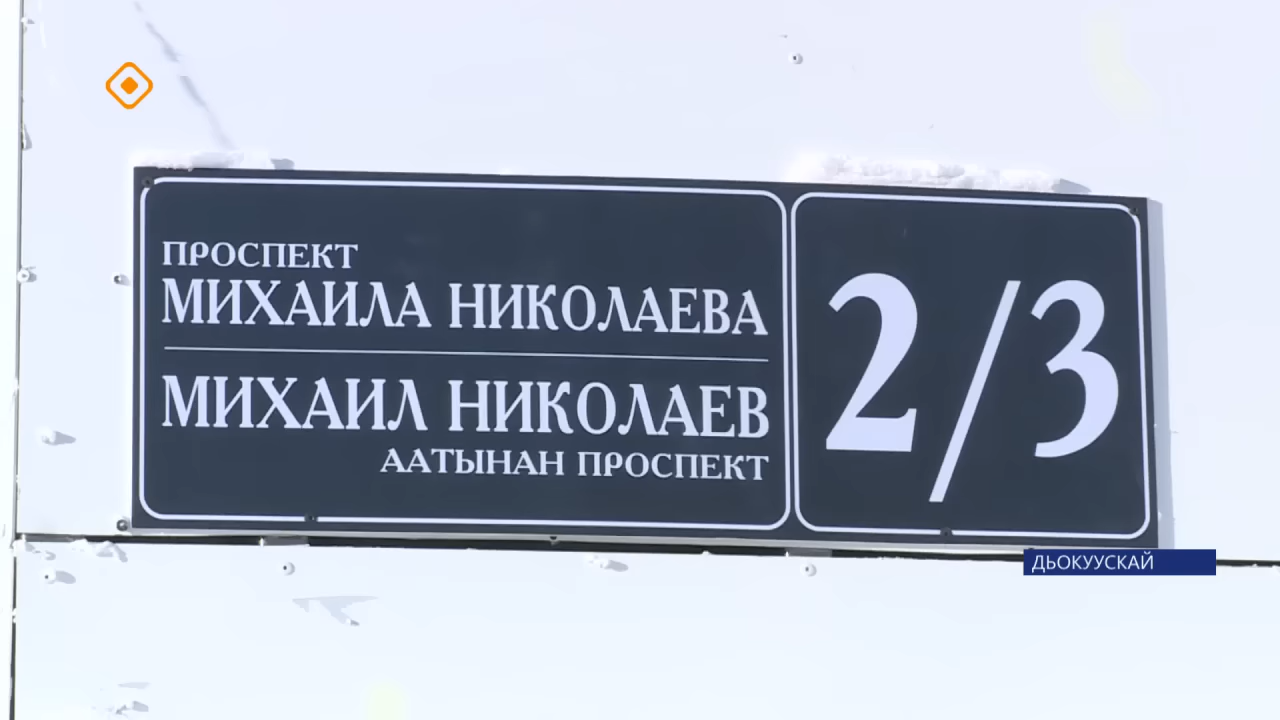 ПРОСПЕКТ
МИХАИЛА НИКОЛАЕВА
МИХАИЛ НИКОЛАЕВ
ААТЫНАН ПРОСПЕКТ
2/3
ДЬОКУУСКАЙ